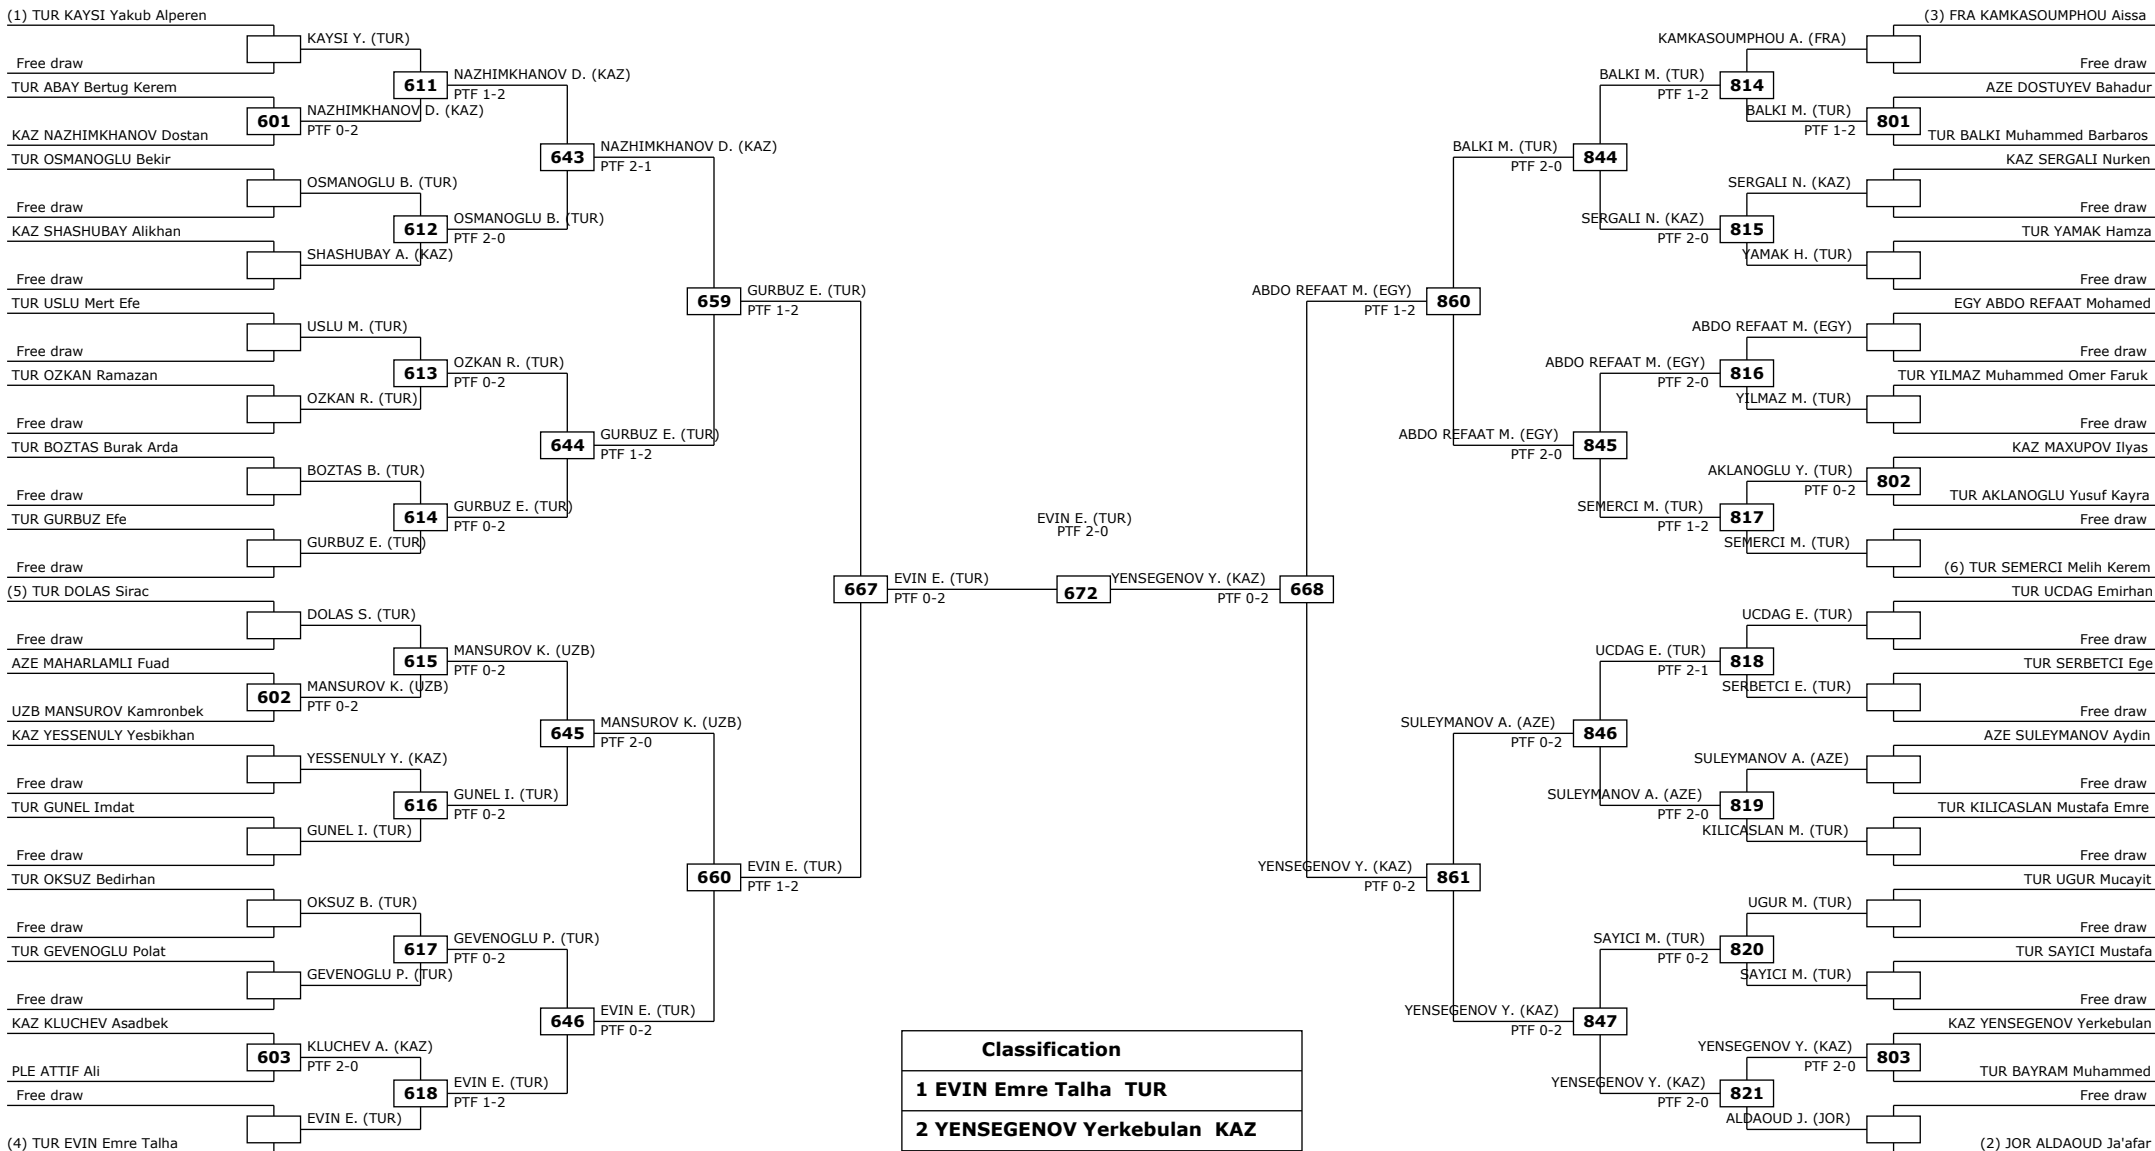 (1) TUR KAYSI Yakub Alperen
KAYSI Y. (TUR)
Free draw
611
NAZHIMKHANOV D. (KAZ)
PTF 1-2
TUR ABAY Bertug Kerem
601
NAZHIMKHANOV D. (KAZ)
PTF 0-2
KAZ NAZHIMKHANOV Dostan
643
NAZHIMKHANOV D. (KAZ)
PTF 2-1
TUR OSMANOGLU Bekir
OSMANOGLU B. (TUR)
Free draw
612
OSMANOGLU B. (TUR)
PTF 2-0
KAZ SHASHUBAY Alikhan
SHASHUBAY A. (KAZ)
Free draw
659
GURBUZ E. (TUR)
PTF 1-2
TUR USLU Mert Efe
USLU M. (TUR)
Free draw
613
OZKAN R. (TUR)
PTF 0-2
TUR OZKAN Ramazan
OZKAN R. (TUR)
Free draw
644
GURBUZ E. (TUR)
PTF 1-2
TUR BOZTAS Burak Arda
BOZTAS B. (TUR)
Free draw
614
GURBUZ E. (TUR)
PTF 0-2
TUR GURBUZ Efe
GURBUZ E. (TUR)
Free draw
667
EVIN E. (TUR)
PTF 0-2
(5) TUR DOLAS Sirac
DOLAS S. (TUR)
Free draw
615
MANSUROV K. (UZB)
PTF 0-2
AZE MAHARLAMLI Fuad
602
MANSUROV K. (UZB)
PTF 0-2
UZB MANSUROV Kamronbek
645
MANSUROV K. (UZB)
PTF 2-0
KAZ YESSENULY Yesbikhan
YESSENULY Y. (KAZ)
Free draw
616
GUNEL I. (TUR)
PTF 0-2
TUR GUNEL Imdat
GUNEL I. (TUR)
Free draw
660
EVIN E. (TUR)
PTF 1-2
TUR OKSUZ Bedirhan
OKSUZ B. (TUR)
Free draw
617
GEVENOGLU P. (TUR)
PTF 0-2
TUR GEVENOGLU Polat
GEVENOGLU P. (TUR)
Free draw
646
EVIN E. (TUR)
PTF 0-2
KAZ KLUCHEV Asadbek
603
KLUCHEV A. (KAZ)
PTF 2-0
PLE ATTIF Ali
618
EVIN E. (TUR)
PTF 1-2
Free draw
EVIN E. (TUR)
(4) TUR EVIN Emre Talha
EVIN E. (TUR)
PTF 2-0
672
(3) FRA KAMKASOUMPHOU Aissa
KAMKASOUMPHOU A. (FRA)
Free draw
BALKI M. (TUR)
PTF 1-2
814
AZE DOSTUYEV Bahadur
BALKI M. (TUR)
PTF 1-2
801
TUR BALKI Muhammed Barbaros
BALKI M. (TUR)
PTF 2-0
844
KAZ SERGALI Nurken
SERGALI N. (KAZ)
Free draw
SERGALI N. (KAZ)
PTF 2-0
815
TUR YAMAK Hamza
YAMAK H. (TUR)
Free draw
ABDO REFAAT M. (EGY)
PTF 1-2
860
EGY ABDO REFAAT Mohamed
ABDO REFAAT M. (EGY)
Free draw
ABDO REFAAT M. (EGY)
PTF 2-0
816
TUR YILMAZ Muhammed Omer Faruk
YILMAZ M. (TUR)
Free draw
ABDO REFAAT M. (EGY)
PTF 2-0
845
KAZ MAXUPOV Ilyas
AKLANOGLU Y. (TUR)
PTF 0-2
802
TUR AKLANOGLU Yusuf Kayra
SEMERCI M. (TUR)
PTF 1-2
817
Free draw
SEMERCI M. (TUR)
(6) TUR SEMERCI Melih Kerem
YENSEGENOV Y. (KAZ)
PTF 0-2
668
TUR UCDAG Emirhan
UCDAG E. (TUR)
Free draw
UCDAG E. (TUR)
PTF 2-1
818
TUR SERBETCI Ege
SERBETCI E. (TUR)
Free draw
SULEYMANOV A. (AZE)
PTF 0-2
846
AZE SULEYMANOV Aydin
SULEYMANOV A. (AZE)
Free draw
SULEYMANOV A. (AZE)
PTF 2-0
819
TUR KILICASLAN Mustafa Emre
KILICASLAN M. (TUR)
Free draw
YENSEGENOV Y. (KAZ)
PTF 0-2
861
TUR UGUR Mucayit
UGUR M. (TUR)
Free draw
SAYICI M. (TUR)
PTF 0-2
820
TUR SAYICI Mustafa
SAYICI M. (TUR)
Free draw
YENSEGENOV Y. (KAZ)
PTF 0-2
847
KAZ YENSEGENOV Yerkebulan
YENSEGENOV Y. (KAZ)
PTF 2-0
803
TUR BAYRAM Muhammed
YENSEGENOV Y. (KAZ)
PTF 2-0
821
Free draw
ALDAOUD J. (JOR)
(2) JOR ALDAOUD Ja'afar
Classification
1 EVIN Emre Talha TUR
2 YENSEGENOV Yerkebulan KAZ